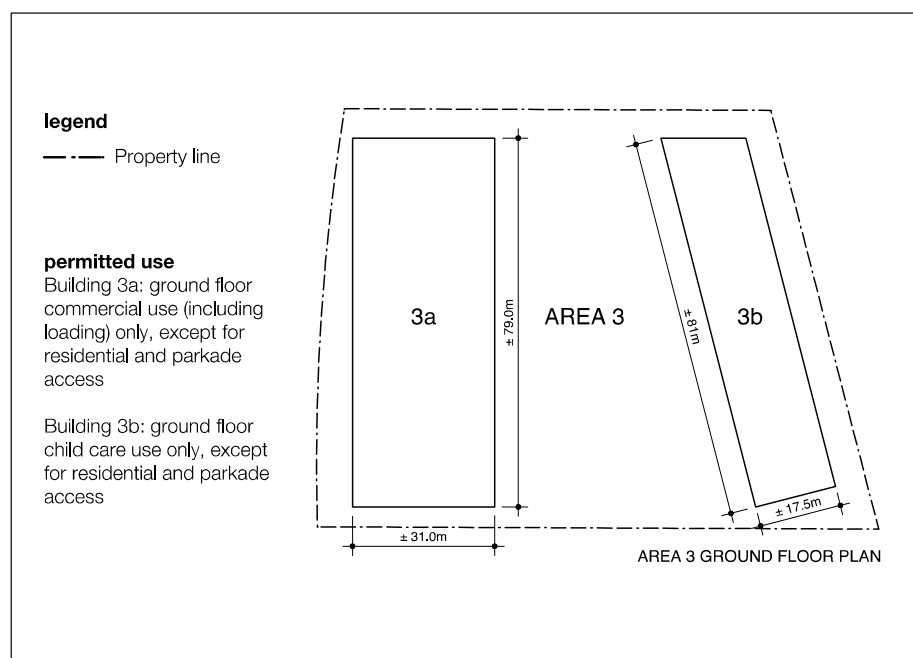 legend
Property line
permitted use
Building 3a: ground floor
commercial use (including
loading) only, except for
residential and parkade
access
Building 3b: ground floor
child care use only, except
for residential and parkade
access
3a
± 79.0m
AREA 3
± 81m
3b
± 31.0m
± 17.5m
AREA 3 GROUND FLOOR PLAN